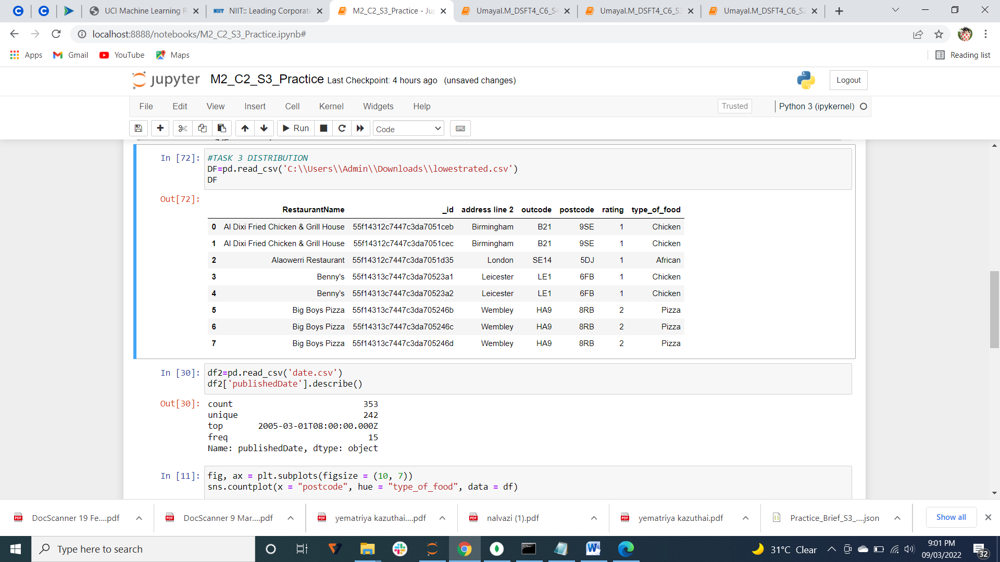 UCI Machine Learning R
NIIT:: Leading Corporate
M2_C2_S3_Practice - Ju
Umayal.M_DSFT4_C6_S4
Umayal.M_DSFT4_C6_S3
Umayal.M_DSFT4_C6_S2
localhost:8888/notebooks/M2_C2_S3_Practice.ipynb#
Apps Gmail YouTube Maps Reading list
jupyter M2_C2_S3_Practice Last Checkpoint: 4 hours ago (unsaved changes) Logout
File Edit View Insert Cell Kernel Widgets Help Trusted Python 3 (ipykernel)
Run Code
In [72]: #TASK 3 DISTRIBUTION
DF=pd.read_csv('C:\\Users\\Admin\\Downloads\\lowestrated.csv')
DF
Out[72]:
RestaurantName _id address line 2 outcode postcode rating type_of_food
0 Al Dixi Fried Chicken & Grill House 55f14312c7447c3da7051ceb Birmingham B21 9SE 1 Chicken
1 Al Dixi Fried Chicken & Grill House 55f14312c7447c3da7051cec Birmingham B21 9SE 1 Chicken
2 Alaowerri Restaurant 55f14312c7447c3da7051d35 London SE14 5DJ 1 African
3 Benny's 55f14313c7447c3da70523a1 Leicester LE1 6FB 1 Chicken
4 Benny's 55f14313c7447c3da70523a2 Leicester LE1 6FB 1 Chicken
5 Big Boys Pizza 55f14313c7447c3da705246b Wembley HA9 8RB 2 Pizza
6 Big Boys Pizza 55f14313c7447c3da705246c Wembley HA9 8RB 2 Pizza
7 Big Boys Pizza 55f14313c7447c3da705246d Wembley HA9 8RB 2 Pizza
In [30]: df2=pd.read_csv('date.csv')
df2['publishedDate'].describe()
Out[30]: count 353
unique 242
top 2005-03-01T08:00:00.000Z
freq 15
Name: publishedDate, dtype: object
In [11]: fig, ax = plt.subplots(figsize = (10, 7))
sns.countplot(x = "postcode", hue = "type_of_food", data = df)
DocScanner 19 Fe....pdf
DocScanner 9 Mar....pdf
yematriya kazuthai....pdf
nalvazi (1).pdf
yematriya kazuthai.pdf
Practice_Brief_S3_....json
Show all
Type here to search
31°C Clear
9:01 PM
09/03/2022
32